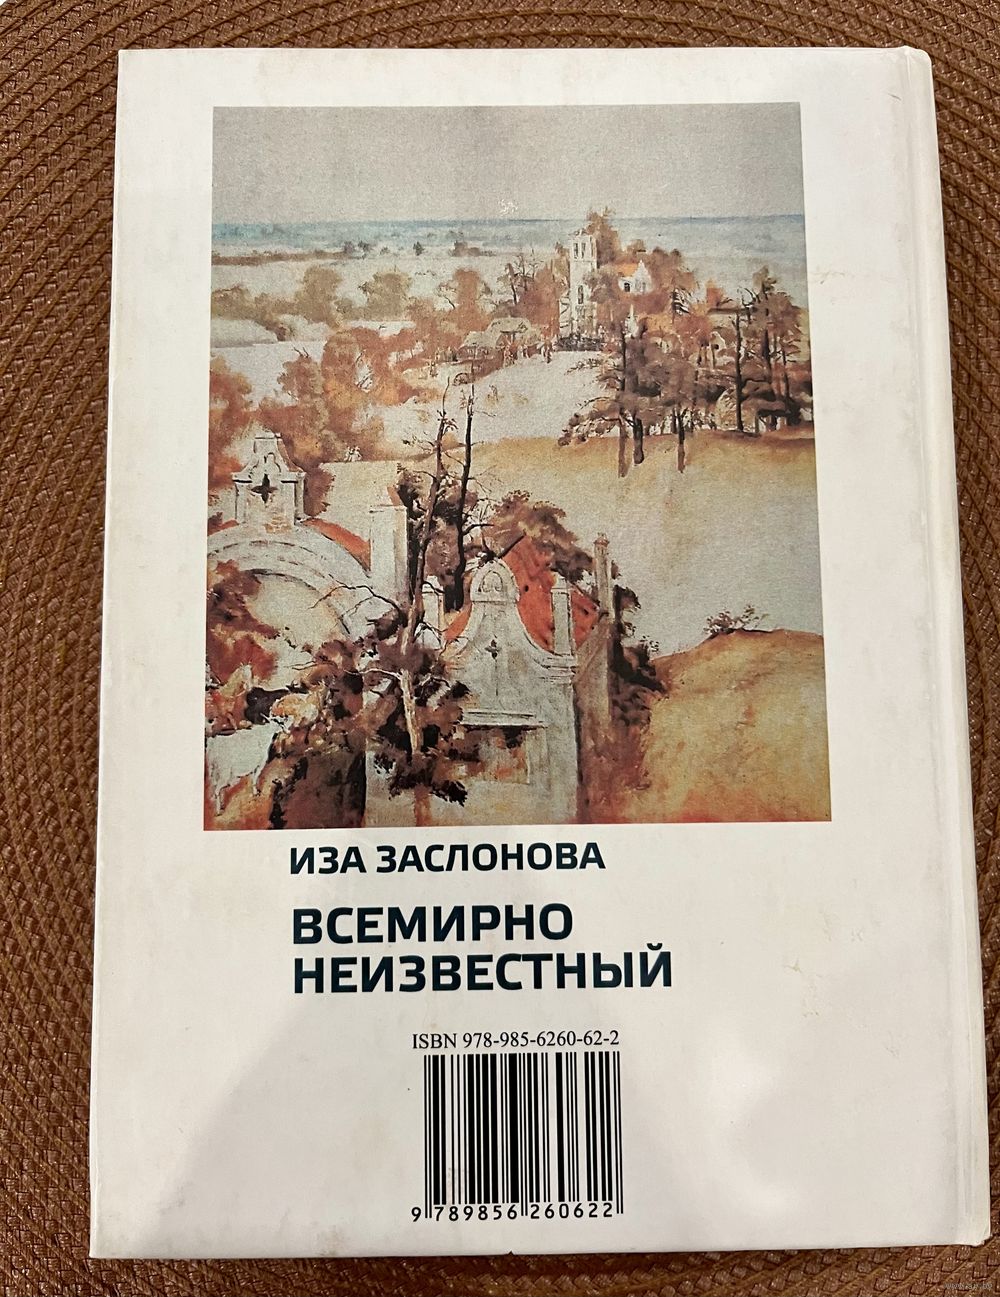 ИЗА ЗАСЛОНОВА
ВСЕМИРНО
НЕИЗВЕСТНЫЙ
ISBN 978-985-6260-62-2
9 789856 260622